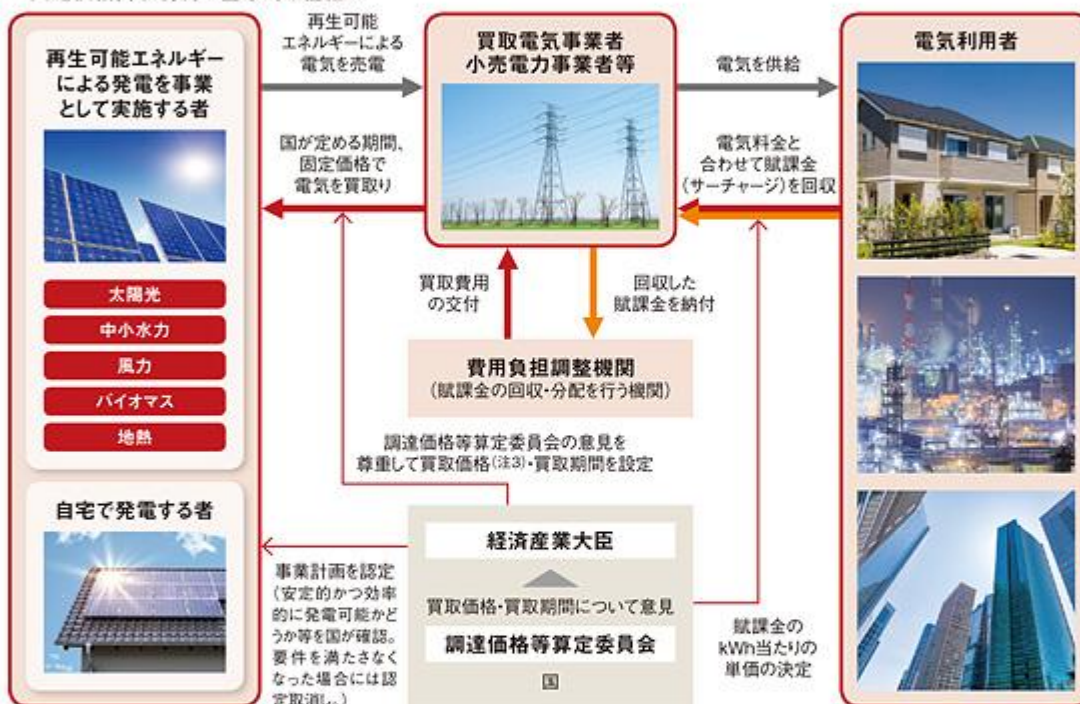 再生可能エネルギー
による発電を事業
として実施する者
太陽光
中小水力
風力
バイオマス
地熱
自宅で発電する者
再生可能
エネルギーによる
電気を売電
国が定める期間、
固定価格で
電気を買取り
買取電気事業者
小売電力事業者等
電気を供給
電気料金と
合わせて賦課金
(サーチャージ)を回収
電気利用者
買取費用
の交付
回収した
賦課金を納付
費用負担調整機関
(賦課金の回収・分配を行う機関)
調達価格等算定委員会の意見を
尊重して買取価格(注3)・買取期間を設定
事業計画を認定
(安定的かつ効率
的に発電可能かど
うか等を国が確認。
要件を満たさなく
なった場合には認
定取消し。)
経済産業大臣
買取価格・買取期間について意見
調達価格等算定委員会
国
賦課金の
kWh当たりの
単価の決定